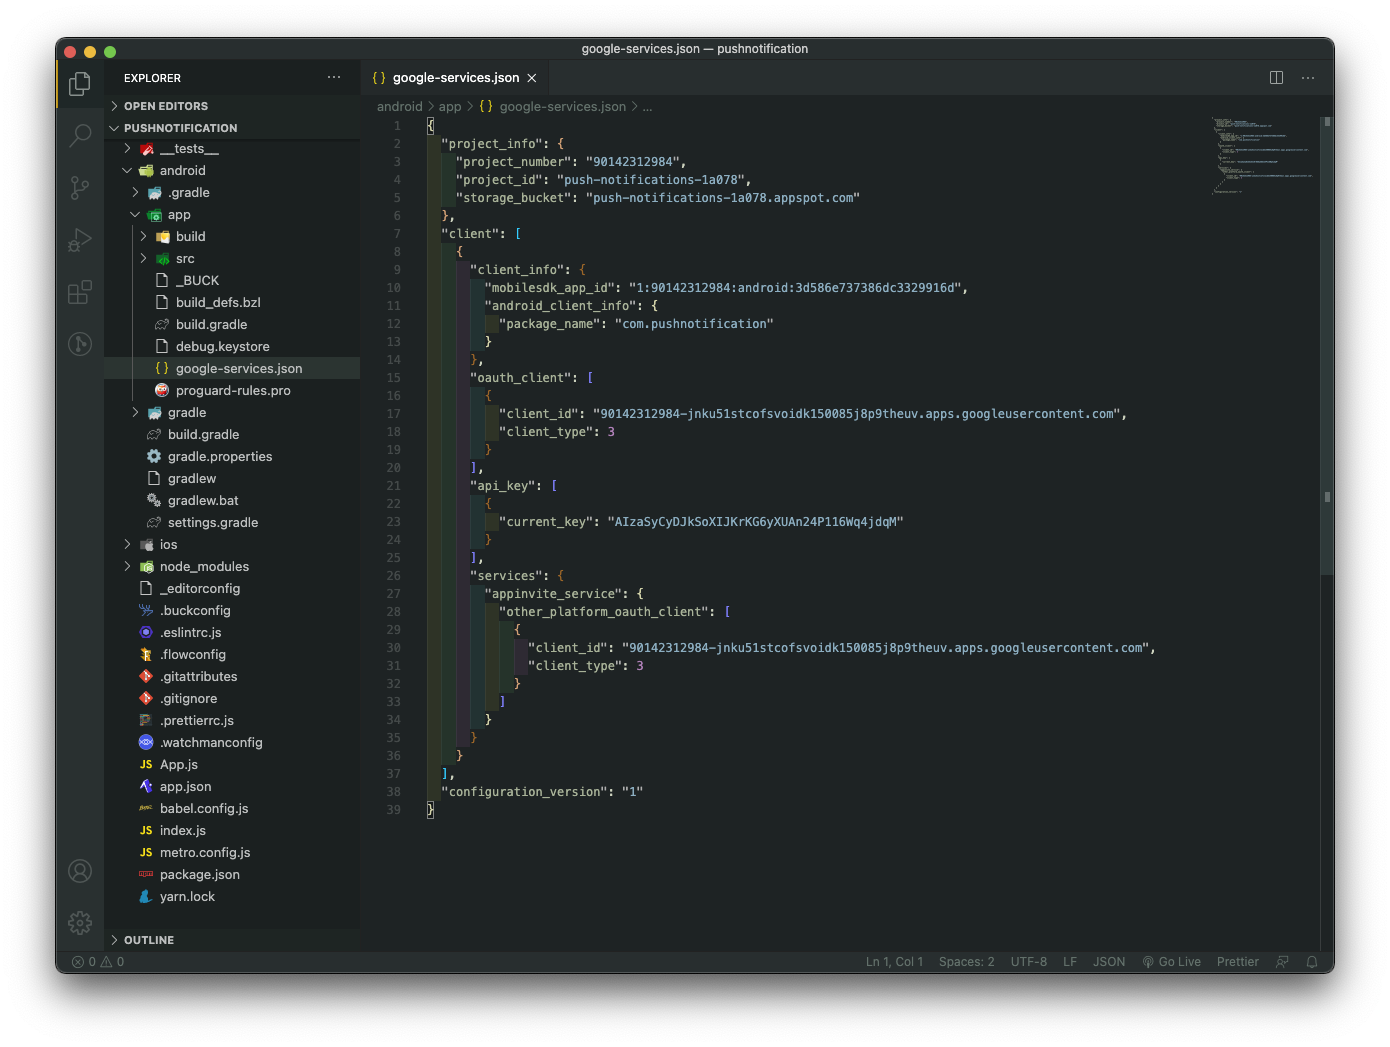 google-services.json — pushnotification
EXPLORER
OPEN EDITORS
PUSHNOTIFICATION
__tests__
android
.gradle
app
build
src
_BUCK
build_defs.bzl
build.gradle
debug.keystore
google-services.json
proguard-rules.pro
gradle
build.gradle
gradle.properties
gradlew
gradlew.bat
settings.gradle
ios
node_modules
_editorconfig
.buckconfig
.eslintrc.js
.flowconfig
.gitattributes
.gitignore
.prettierrc.js
.watchmanconfig
JS App.js
app.json
babel.config.js
JS index.js
JS metro.config.js
package.json
yarn.lock
OUTLINE
{} google-services.json
android > app > {} google-services.json > ...
1 {
2 "project_info": {
3 "project_number": "90142312984",
4 "project_id": "push-notifications-1a078",
5 "storage_bucket": "push-notifications-1a078.appspot.com"
6 },
7 "client": [
8 {
9 "client_info": {
10 "mobilesdk_app_id": "1:90142312984:android:3d586e737386dc3329916d",
11 "android_client_info": {
12 "package_name": "com.pushnotification"
13 }
14 },
15 "oauth_client": [
16 {
17 "client_id": "90142312984-jnku51stcofsvoidk150085j8p9theuv.apps.googleusercontent.com",
18 "client_type": 3
19 }
20 ],
21 "api_key": [
22 {
23 "current_key": "AIzaSyCyDJkSoXIJKrKG6yXUAn24P116Wq4jdqM"
24 }
25 ],
26 "services": {
27 "appinvite_service": {
28 "other_platform_oauth_client": [
29 {
30 "client_id": "90142312984-jnku51stcofsvoidk150085j8p9theuv.apps.googleusercontent.com",
31 "client_type": 3
32 }
33 ]
34 }
35 }
36 }
37 ],
38 "configuration_version": "1"
39 }
0 0 Ln 1, Col 1 Spaces: 2 UTF-8 LF JSON Go Live Prettier